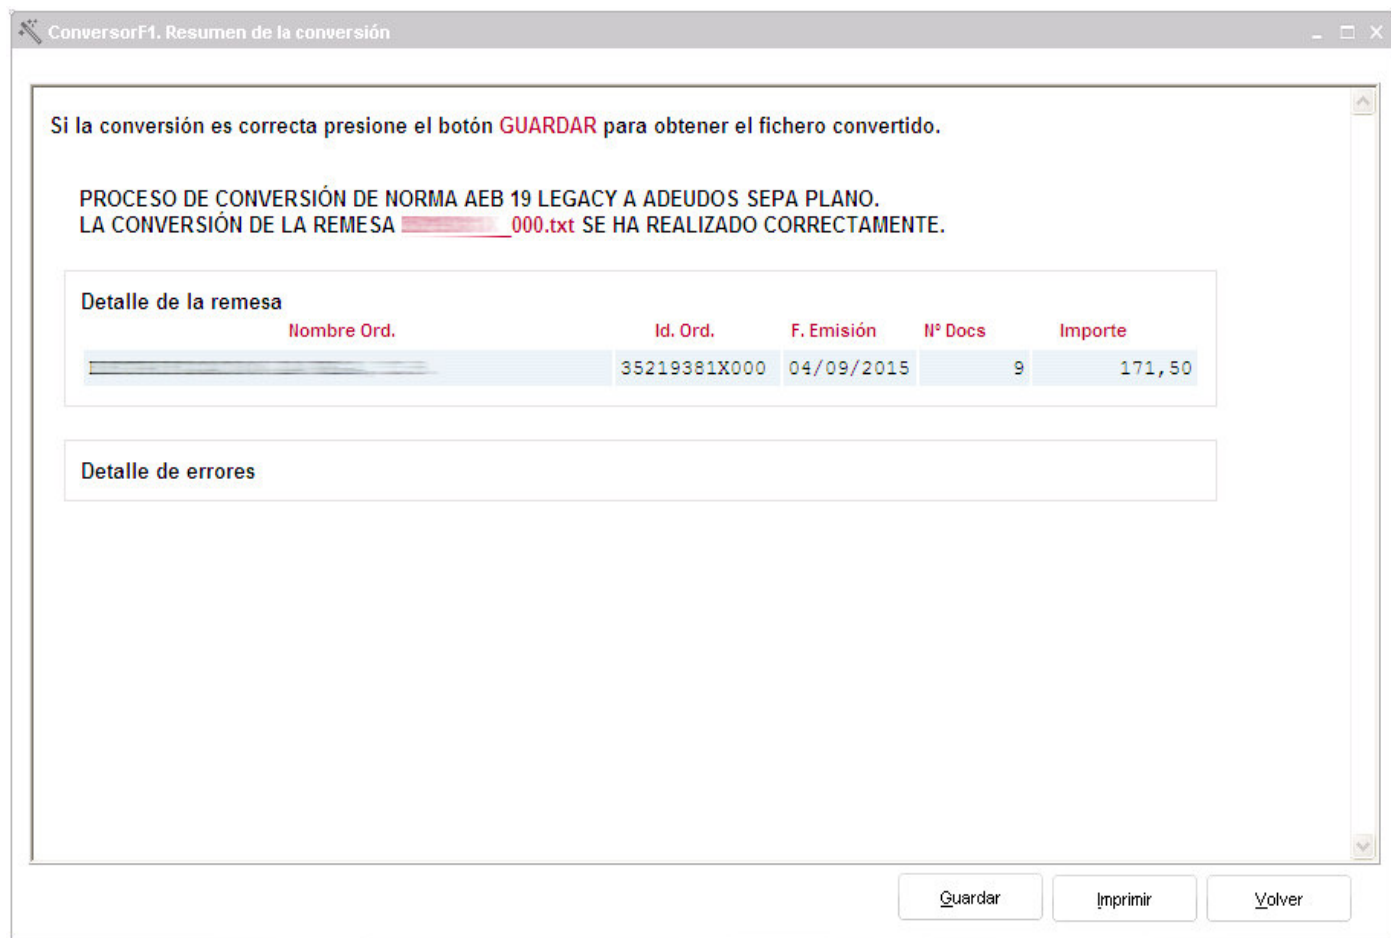 ConversorF1. Resumen de la conversión
Si la conversión es correcta presione el botón GUARDAR para obtener el fichero convertido.
PROCESO DE CONVERSIÓN DE NORMA AEB 19 LEGACY A ADEUDOS SEPA PLANO.
LA CONVERSIÓN DE LA REMESA _000.txt SE HA REALIZADO CORRECTAMENTE.
Detalle de la remesa
Nombre Ord. Id. Ord. F. Emisión Nº Docs Importe
35219381X000 04/09/2015 9 171,50
Detalle de errores
Guardar Imprimir Volver